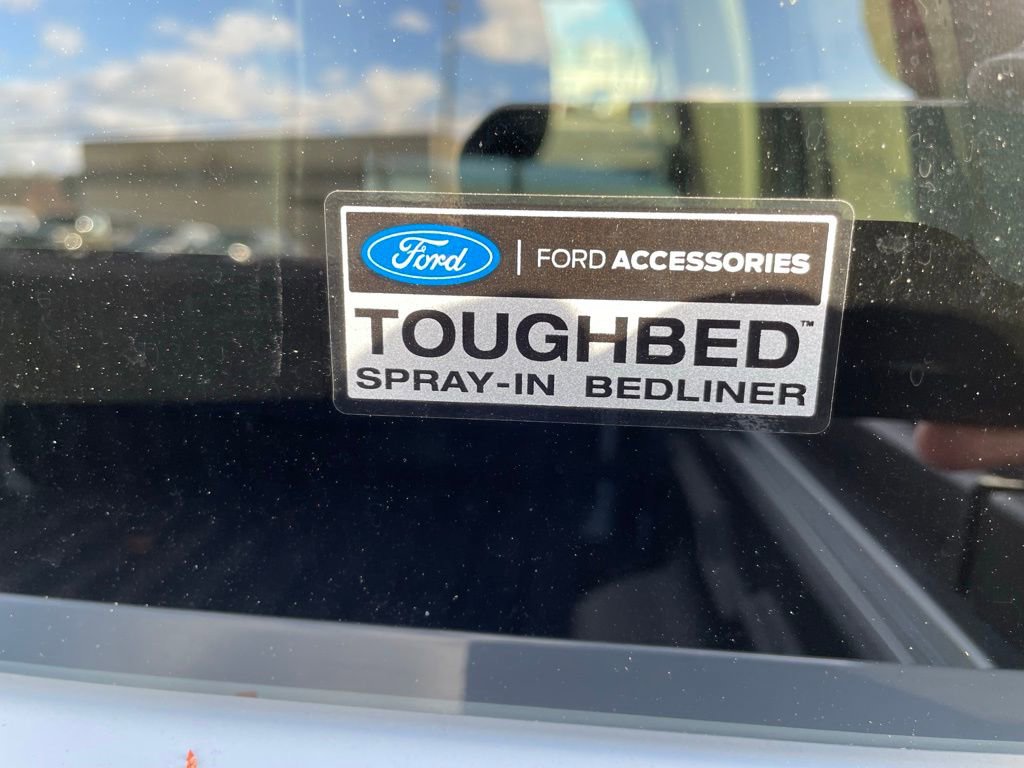 Ford | FORD ACCESSORIES
TOUGHBED™
SPRAY-IN BEDLINER